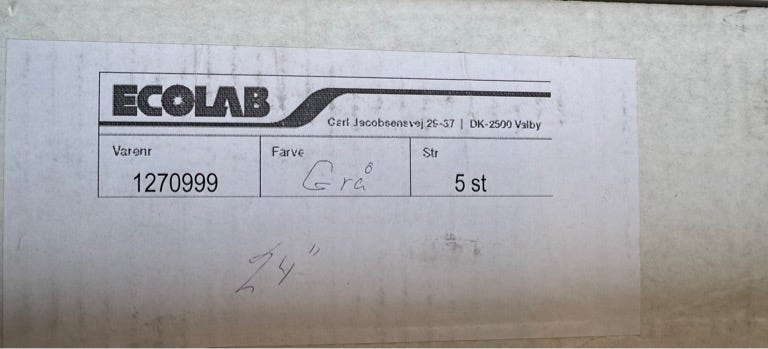 ECOLAB
Carl Jacobsensvej 29-37 | DK-2500 Valby
Varenr Farve Str
1270999 Grå 5 st
24"